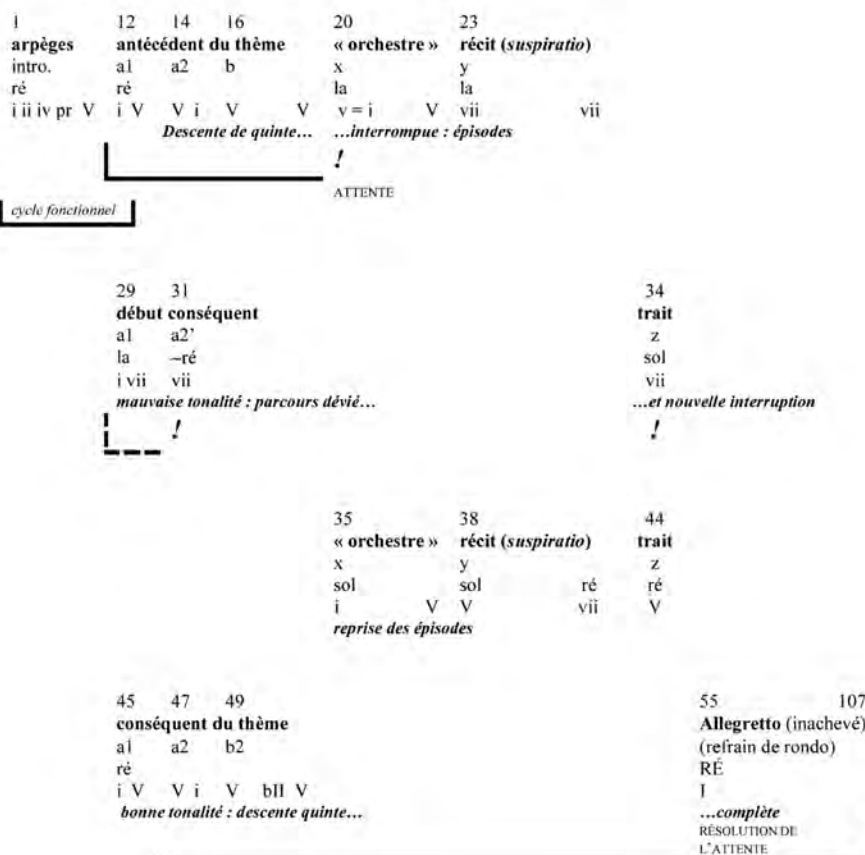 1 12 14 16 20 23
arpèges antécédent du thème « orchestre » récit (suspiratio)
intro. a1 a2 b x y
ré ré la la
i ii iv pr V i V V i V V v = i V vii vii
Descente de quinte… …interrompue : épisodes
!
ATTENTE
cycle fonctionnel
29 31 34
début conséquent trait
a1 a2’ z
la –ré sol
i vii vii vii
mauvaise tonalité : parcours dévié… …et nouvelle interruption
! !
35 38 44
« orchestre » récit (suspiratio) trait
x y z
sol sol ré ré
i V V vii V
reprise des épisodes
45 47 49 55 107
conséquent du thème Allegretto (inachevé)
a1 a2 b2 (refrain de rondo)
ré RÉ
i V V i V bII V I
bonne tonalité : descente quinte… …complète
RÉSOLUTION DE
L’ATTENTE